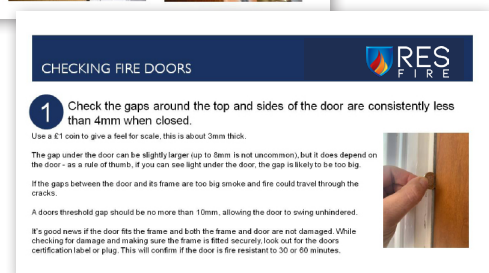 CHECKING FIRE DOORS
RES
FIRE
1
Check the gaps around the top and sides of the door are consistently less
than 4mm when closed.
Use a £1 coin to give a feel for scale, this is about 3mm thick.
The gap under the door can be slightly larger (up to 8mm is not uncommon), but it does depend on
the door - as a rule of thumb, if you can see light under the door, the gap is likely to be too big.
If the gaps between the door and its frame are too big smoke and fire could travel through the
cracks.
A doors threshold gap should be no more than 10mm, allowing the door to swing unhindered.
It's good news if the door fits the frame and both the frame and door are not damaged. While
checking for damage and making sure the frame is fitted securely, look out for the doors
certification label or plug. This will confirm if the door is fire resistant to 30 or 60 minutes.